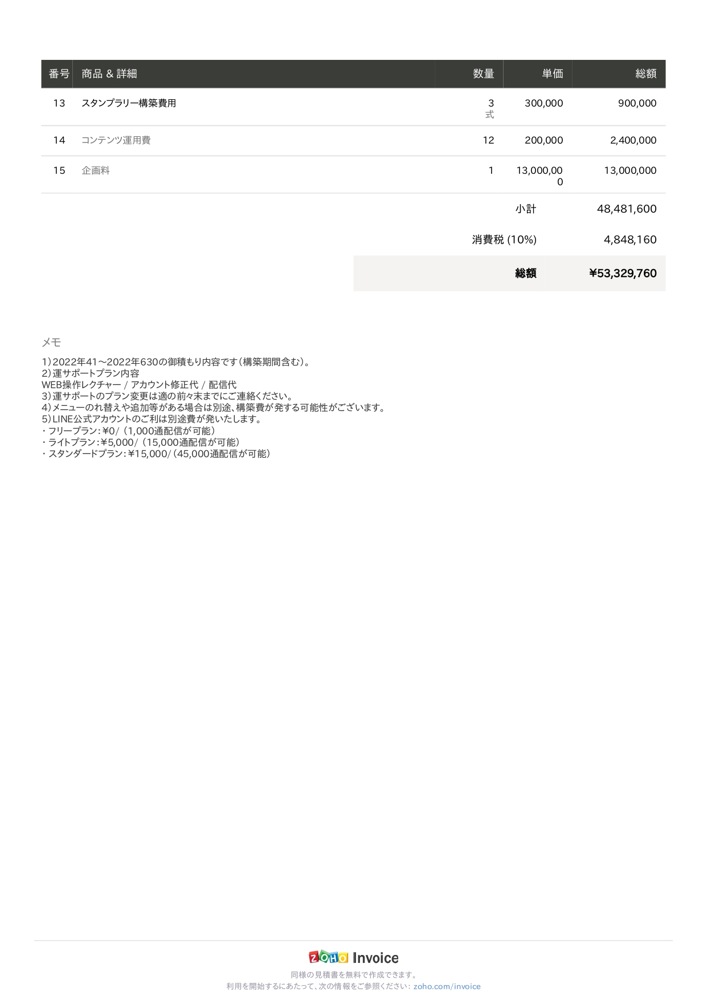 番号 商品 & 詳細 数量 単価 総額
13 スタンプラリー構築費用 3 300,000 900,000
式
14 コンテンツ運用費 12 200,000 2,400,000
15 企画料 1 13,000,00 13,000,000
0
小計 48,481,600
消費税 (10%) 4,848,160
総額 ¥53,329,760
メモ
1)2022年41〜2022年630の御積もり内容です(構築期間含む)。
2)運サポートプラン内容
WEB操作レクチャー / アカウント修正代 / 配信代
3)運サポートのプラン変更は適の前々末までにご連絡ください。
4)メニューのれ替えや追加等がある場合は別途、構築費が発する可能性がございます。
5)LINE公式アカウントのご利は別途費が発いたします。
・フリープラン:¥0/ (1,000通配信が可能)
・ライトプラン:¥5,000/ (15,000通配信が可能)
・スタンダードプラン:¥15,000/(45,000通配信が可能)
ZOHO Invoice
同様の見積書を無料で作成できます。
利用を開始するにあたって、次の情報をご参照ください: zoho.com/invoice